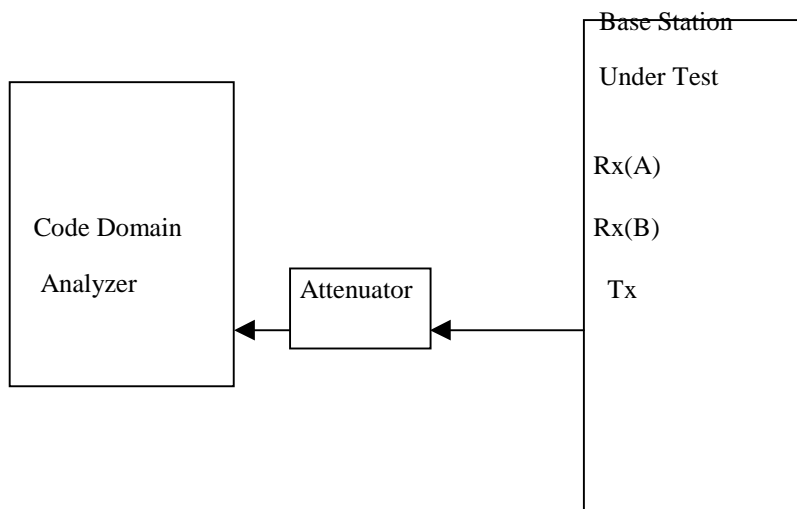 Base Station
Under Test
Rx(A)
Code Domain
Rx(B)
Analyzer
Attenuator
Tx